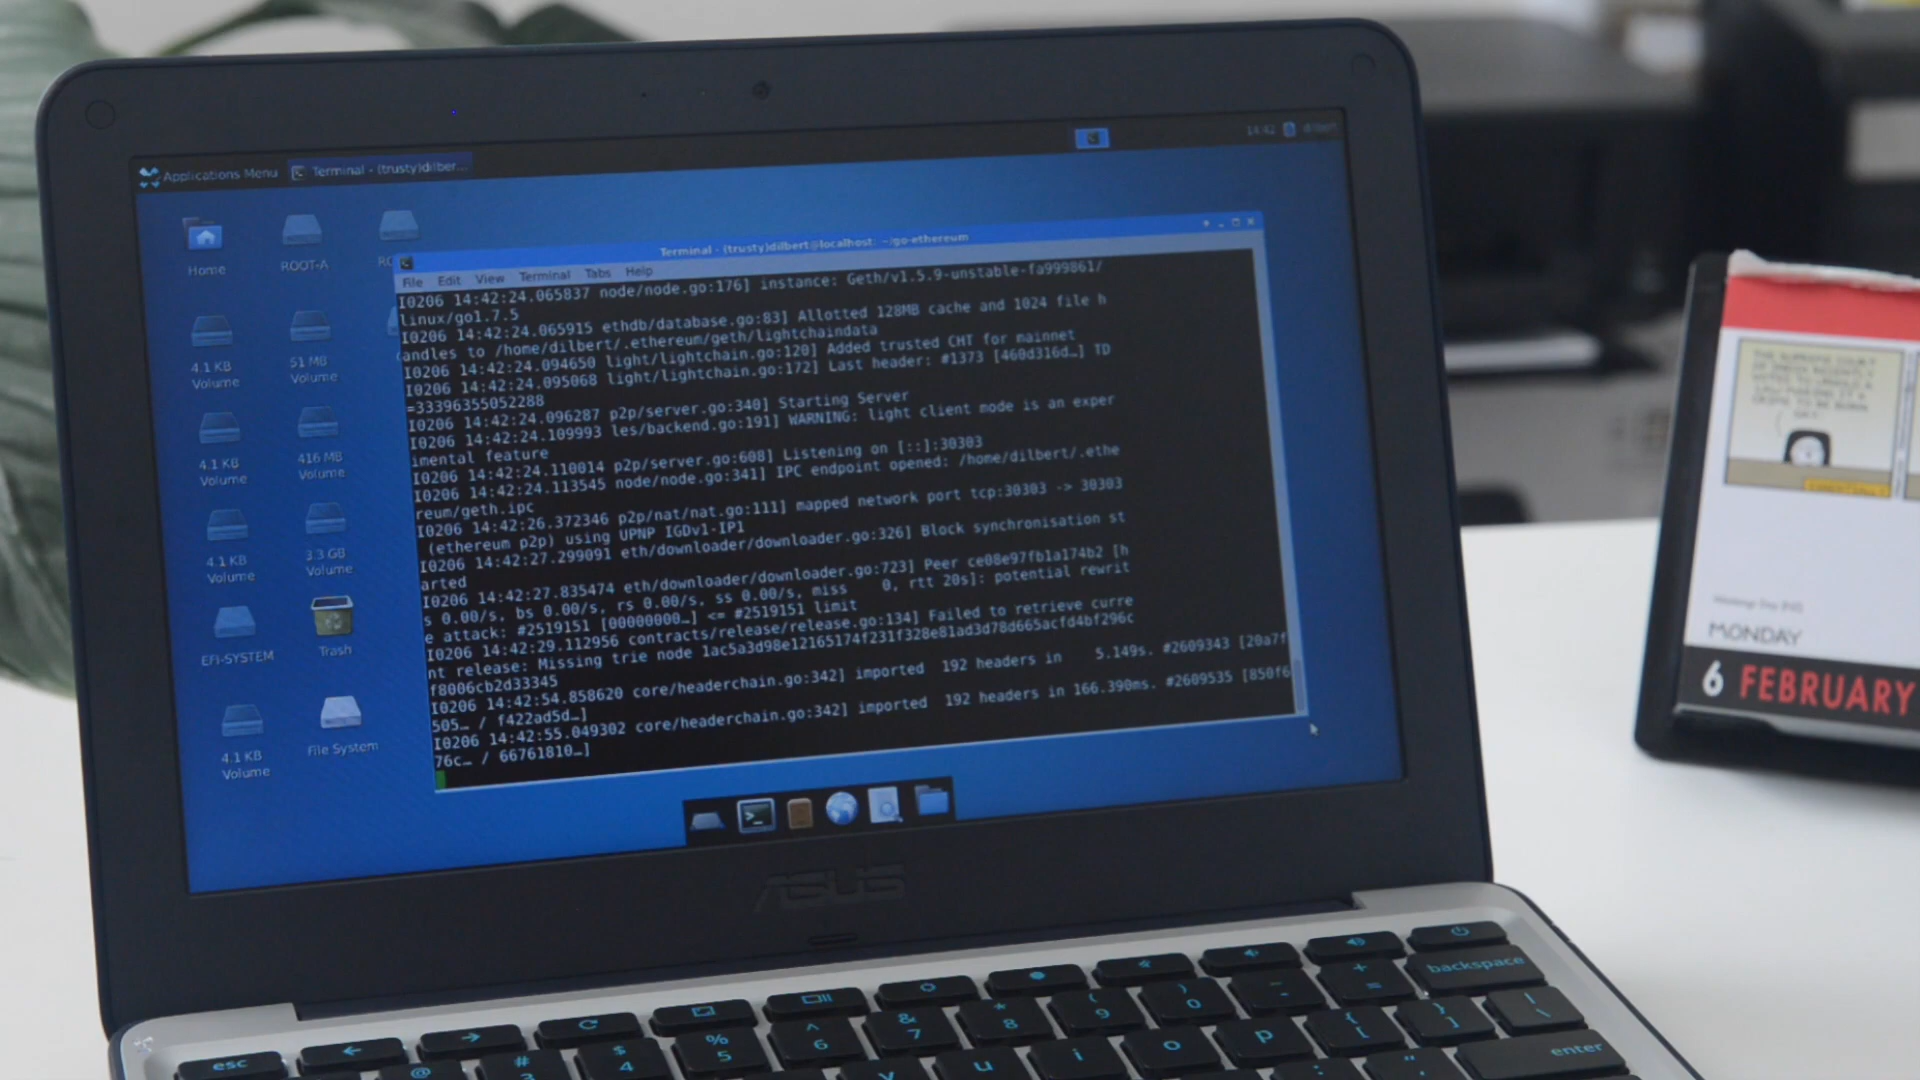 Applications Menu
Terminal - (trusty)dilber...
14:42
Home
ROOT-A
4.1 KB
Volume
51 MB
Volume
4.1 KB
Volume
416 MB
Volume
4.1 KB
Volume
3.3 GB
Volume
EFI-SYSTEM
Trash
4.1 KB
Volume
File System
Terminal - (trusty)dilbert@localhost: ~/go-ethereum
File Edit View Terminal Tabs Help
I0206 14:42:24.065837 node/node.go:176] instance: Geth/v1.5.9-unstable-fa999861/
linux/go1.7.5
I0206 14:42:24.065915 ethdb/database.go:83] Allotted 128MB cache and 1024 file h
andles to /home/dilbert/.ethereum/geth/lightchaindata
I0206 14:42:24.094650 light/lightchain.go:120] Added trusted CHT for mainnet
I0206 14:42:24.095068 light/lightchain.go:172] Last header: #1373 [460d316d…] TD
=33396355052288
I0206 14:42:24.096287 p2p/server.go:340] Starting Server
I0206 14:42:24.109993 les/backend.go:191] WARNING: light client mode is an exper
imental feature
I0206 14:42:24.110014 p2p/server.go:608] Listening on [::]:30303
I0206 14:42:24.113545 node/node.go:341] IPC endpoint opened: /home/dilbert/.ethe
reum/geth.ipc
I0206 14:42:26.372346 p2p/nat/nat.go:111] mapped network port tcp:30303 -> 30303
(ethereum p2p) using UPNP IGDv1-IP1
I0206 14:42:27.299091 eth/downloader/downloader.go:326] Block synchronisation st
arted
I0206 14:42:27.835474 eth/downloader/downloader.go:723] Peer ce08e97fb1a174b2 [h
s 0.00/s, bs 0.00/s, rs 0.00/s, ss 0.00/s, miss 0, rtt 20s]: potential rewrit
e attack: #2519151 [00000000…] <= #2519151 limit
I0206 14:42:29.112956 contracts/release/release.go:134] Failed to retrieve curre
nt release: Missing trie node 1ac5a3d98e12165174f231f328e81ad3d78d665acfd4bf296c
f8006cb2d33345
I0206 14:42:54.858620 core/headerchain.go:342] imported 192 headers in 5.149s. #2609343 [20a7f
505… / f422ad5d…]
I0206 14:42:55.049302 core/headerchain.go:342] imported 192 headers in 166.390ms. #2609535 [850f6
76c… / 66761810…]
ASUS
MONDAY
6 FEBRUARY
backspace
esc
@
# 3
$ 4
% 5
^ 6
& 7
* 8
( 9
) 0
- =
+
u i o p { [ } ] | \
enter